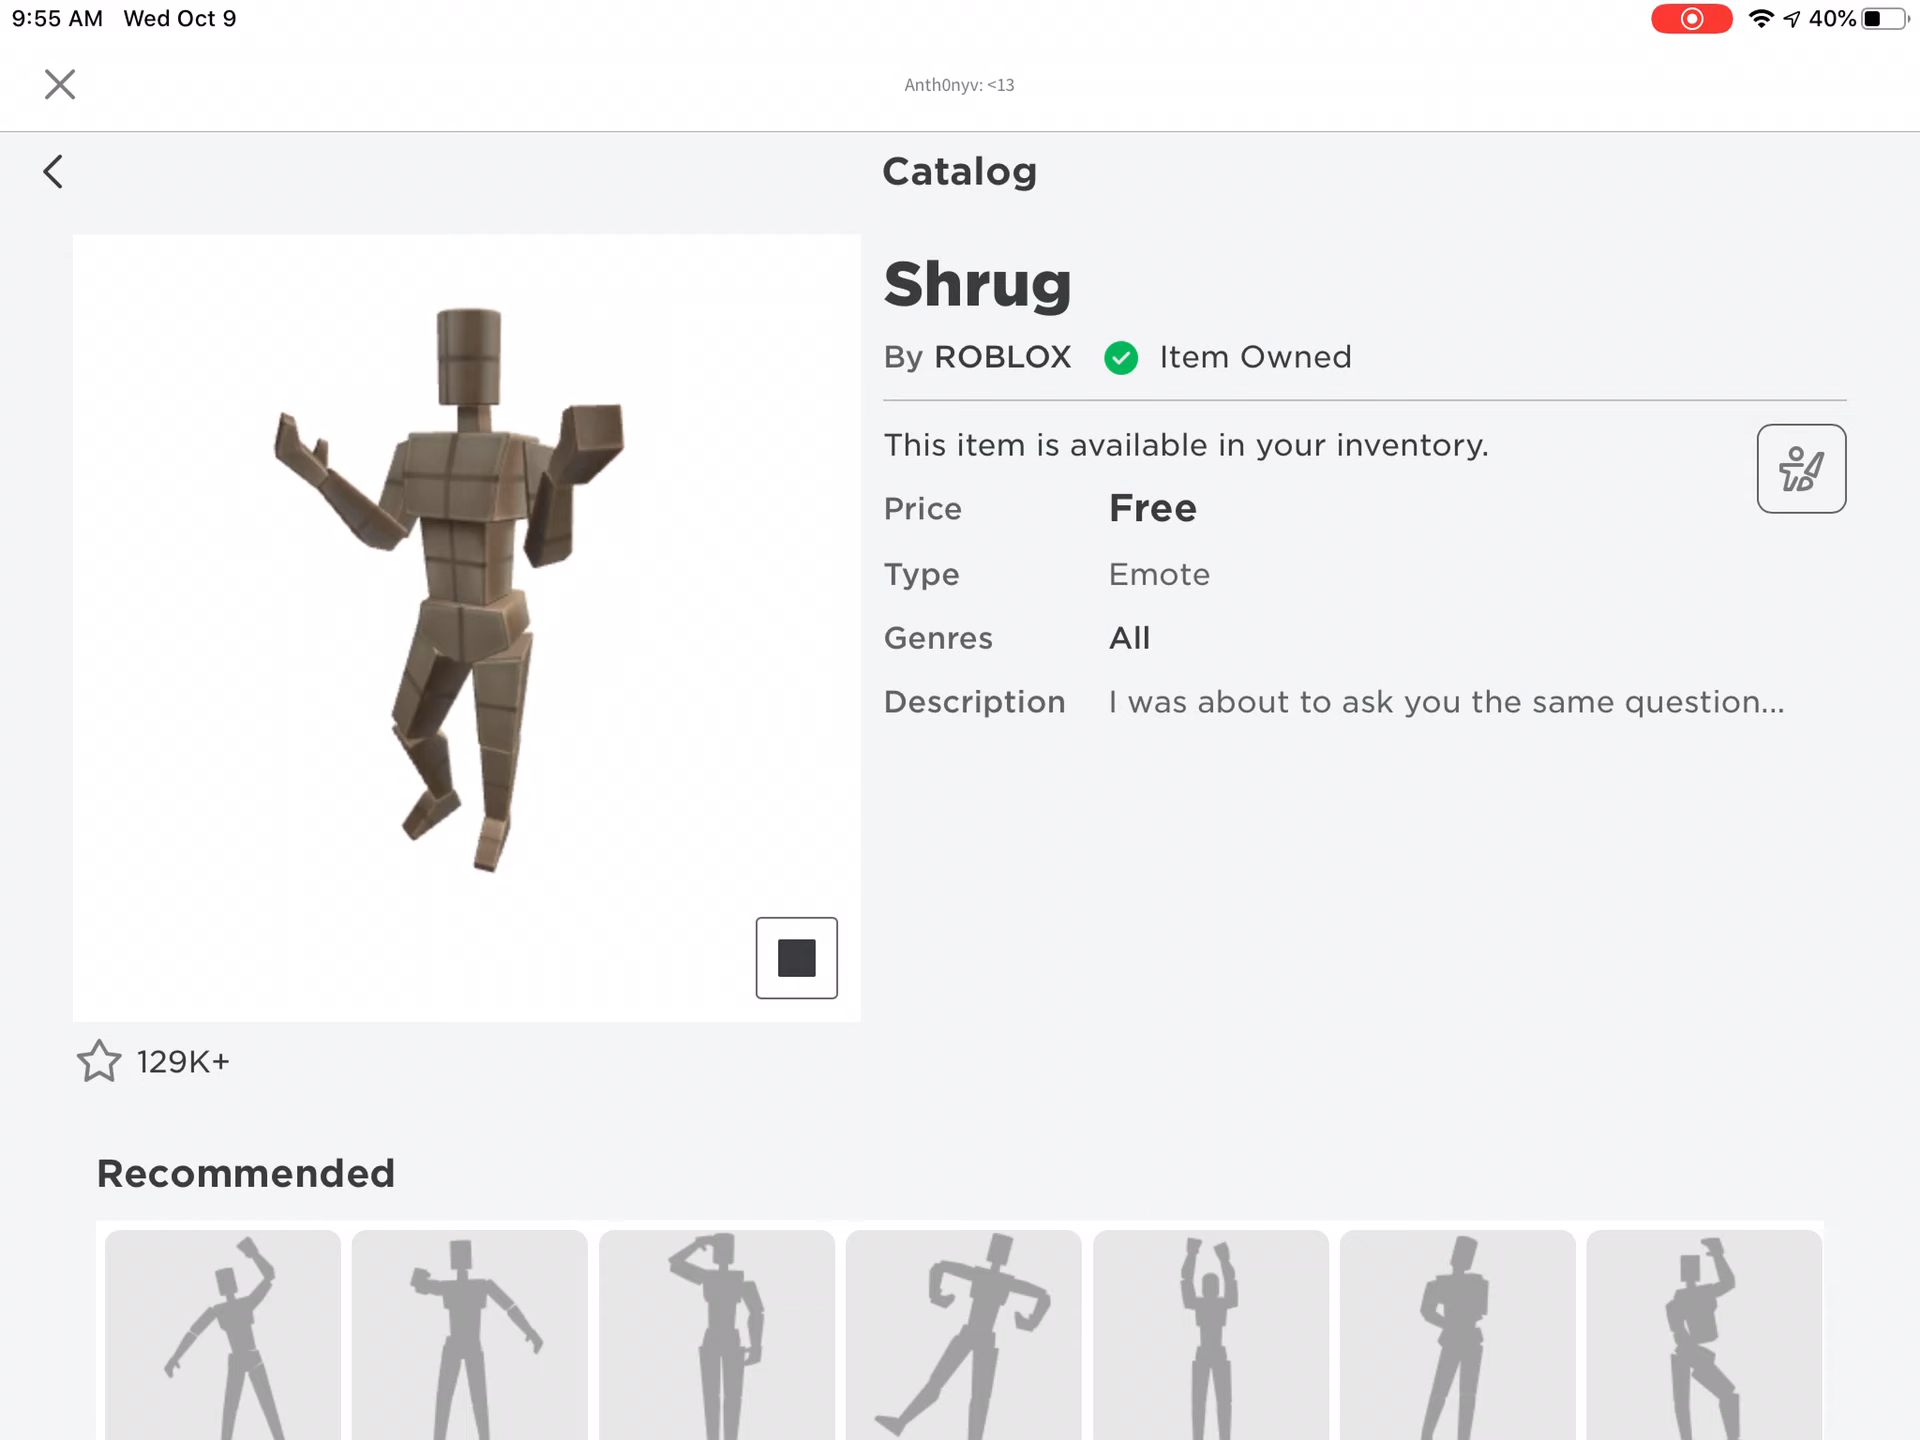 9:55 AM Wed Oct 9
40%
Anth0nyv: <13
Catalog
Shrug
By ROBLOX Item Owned
This item is available in your inventory.
Price Free
Type Emote
Genres All
Description I was about to ask you the same question...
129K+
Recommended